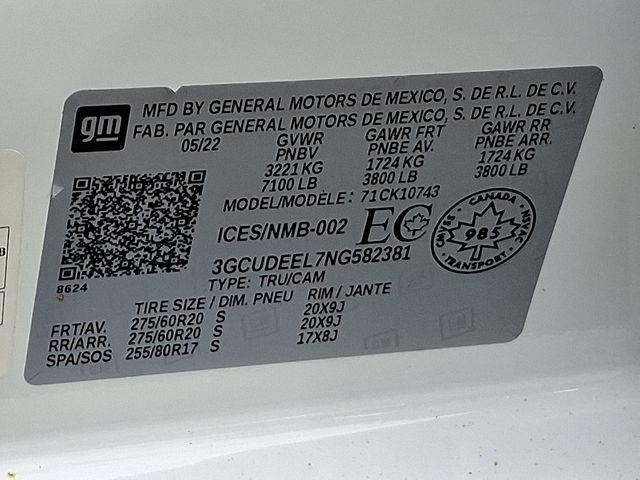 gm
MFD BY GENERAL MOTORS DE MEXICO, S. DE R.L. DE C.V.
FAB. PAR GENERAL MOTORS DE MEXICO, S. DE R.L. DE C.V.
05/22 GVWR GAWR FRT GAWR RR
PNBV PNBE AV. PNBE ARR.
3221 KG 1724 KG 1724 KG
7100 LB 3800 LB 3800 LB
MODEL/MODÈLE: 71CK10743
ICES/NMB-002 EC
CANADA
CMVSS NSVAC
985
TRANSPORT
3GCUDEEL7NG582381
8624
TYPE: TRU/CAM
TIRE SIZE / DIM. PNEU RIM / JANTE
FRT/AV. 275/60R20 S 20X9J
RR/ARR. 275/60R20 S 20X9J
SPA/SOS 255/80R17 S 17X8J